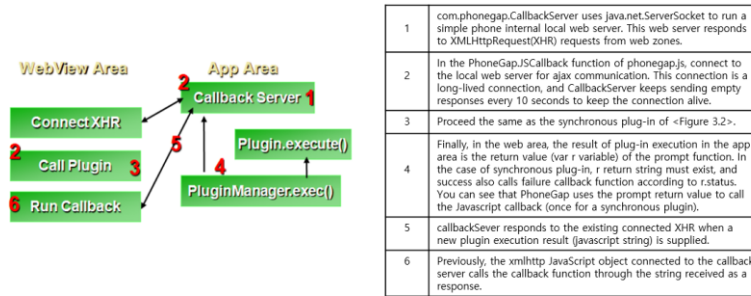 WebView Area
App Area
2
Callback Server 1
Connect XHR
Plugin.execute()
2
Call Plugin 3
5
4
PluginManager.exec()
6 Run Callback
1
com.phonegap.CallbackServer uses java.net.ServerSocket to run a
simple phone internal local web server. This web server responds
to XMLHttpRequest(XHR) requests from web zones.
2
In the PhoneGap.JSCallback function of phonegap.js, connect to
the local web server for ajax communication. This connection is a
long-lived connection, and CallbackServer keeps sending empty
responses every 10 seconds to keep the connection alive.
3
Proceed the same as the synchronous plug-in of <Figure 3.2>.
4
Finally, in the web area, the result of plug-in execution in the app
area is the return value (var r variable) of the prompt function. In
the case of synchronous plug-in, r return string must exist, and
success also calls failure callback function according to r.status.
You can see that PhoneGap uses the prompt return value to call
the Javascript callback (once for a synchronous plugin).
5
callbackSever responds to the existing connected XHR when a
new plugin execution result (javascript string) is supplied.
6
Previously, the xmlhttp JavaScript object connected to the callback
server calls the callback function through the string received as a
response.